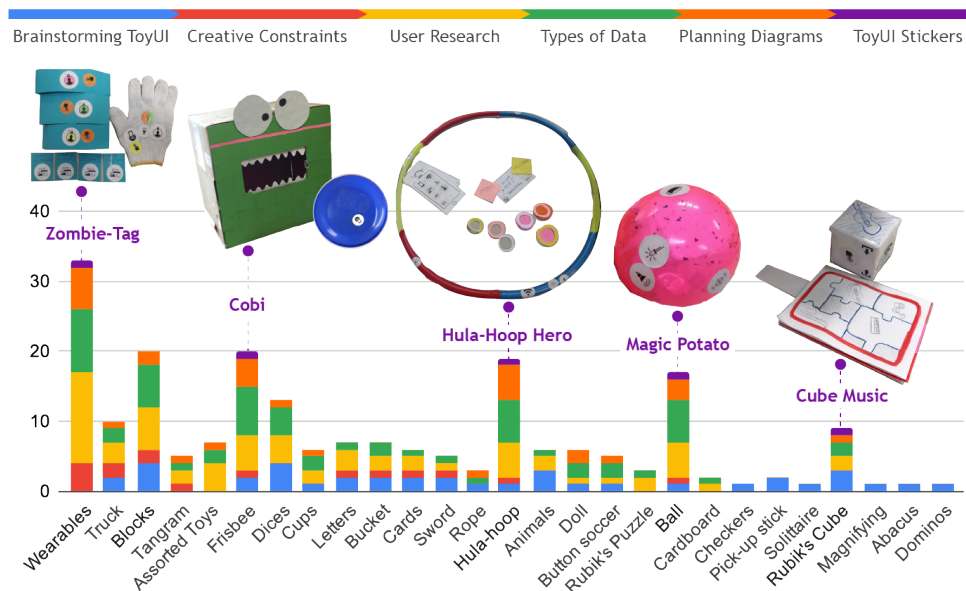 Brainstorming ToyUI
Creative Constraints
User Research
Types of Data
Planning Diagrams
ToyUI Stickers
40
30
20
10
0
Zombie-Tag
Cobi
Hula-Hoop Hero
Magic Potato
Cube Music
Wearables
Truck
Blocks
Tangram
Assorted Toys
Frisbee
Dices
Cups
Letters
Bucket
Cards
Sword
Rope
Hula-hoop
Animals
Doll
Button soccer
Rubik's Puzzle
Ball
Cardboard
Checkers
Pick-up stick
Solittaire
Rubik's Cube
Magnifying
Abacus
Dominos